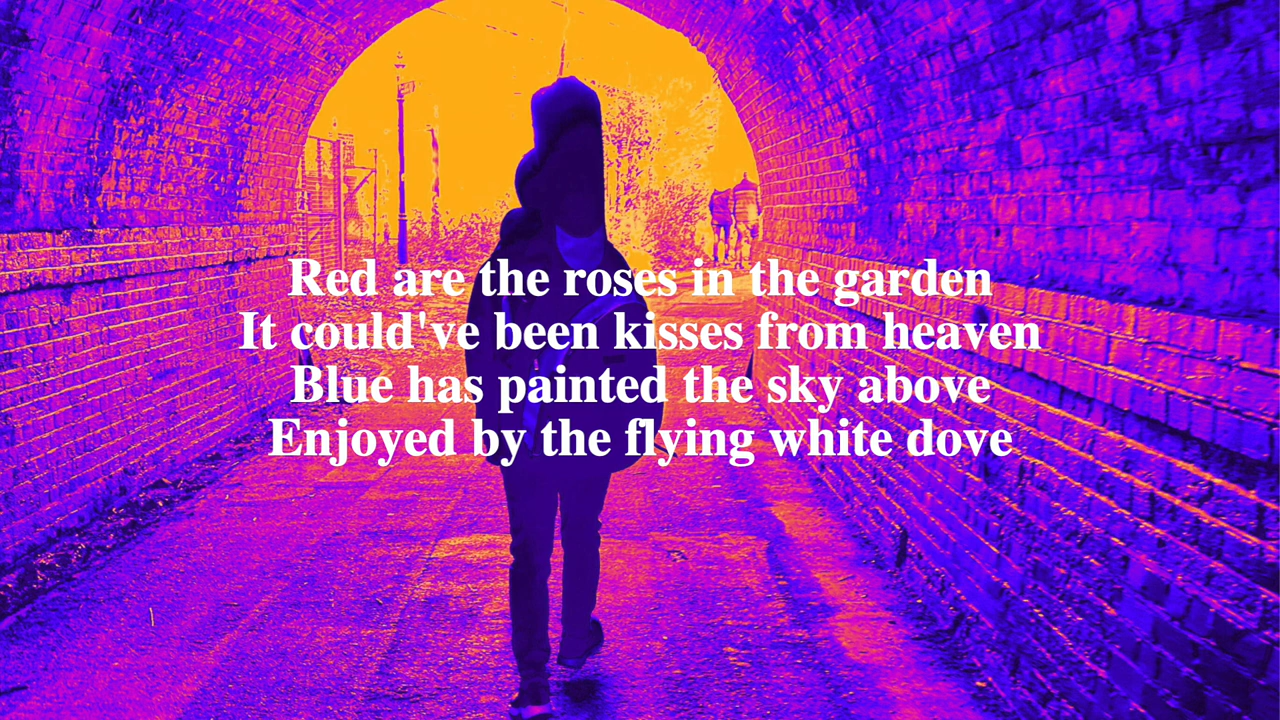 Red are the roses in the garden
It could've been kisses from heaven
Blue has painted the sky above
Enjoyed by the flying white dove